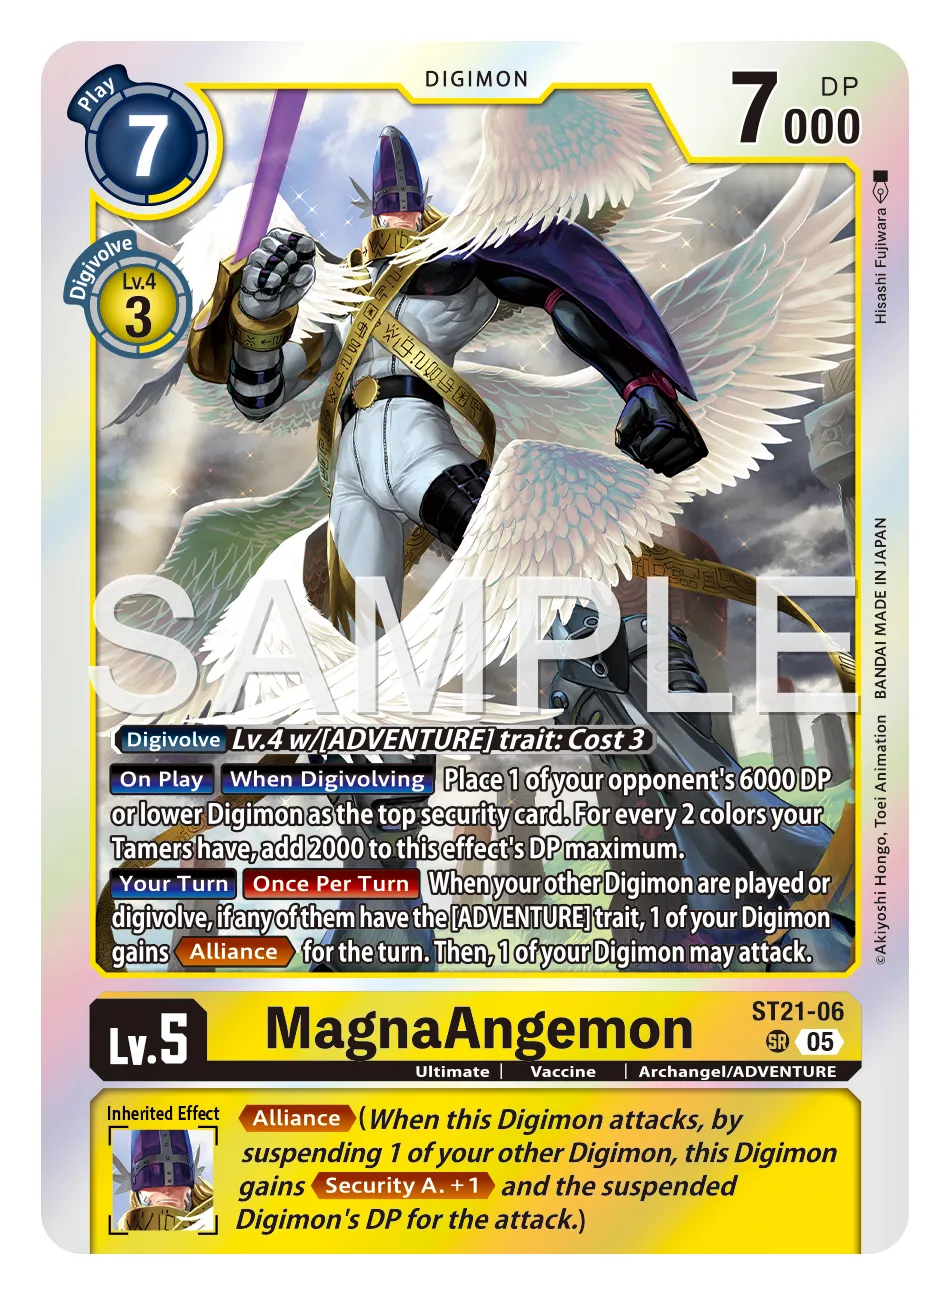 DIGIMON
Play
7
7000
DP
Digivolve
Lv.4
3
Hisashi Fujiwara
BANDAI MADE IN JAPAN
©Akiyoshi Hongo, Toei Animation
SAMPLE
Digivolve Lv.4 w/[ADVENTURE] trait: Cost 3
On Play When Digivolving Place 1 of your opponent's 6000 DP
or lower Digimon as the top security card. For every 2 colors your
Tamers have, add 2000 to this effect's DP maximum.
Your Turn Once Per Turn When your other Digimon are played or
digivolve, if any of them have the [ADVENTURE] trait, 1 of your Digimon
gains Alliance for the turn. Then, 1 of your Digimon may attack.
Lv.5
MagnaAngemon
ST21-06
SR 05
Ultimate | Vaccine | Archangel/ADVENTURE
Inherited Effect
Alliance (When this Digimon attacks, by
suspending 1 of your other Digimon, this Digimon
gains Security A. +1 and the suspended
Digimon's DP for the attack.)